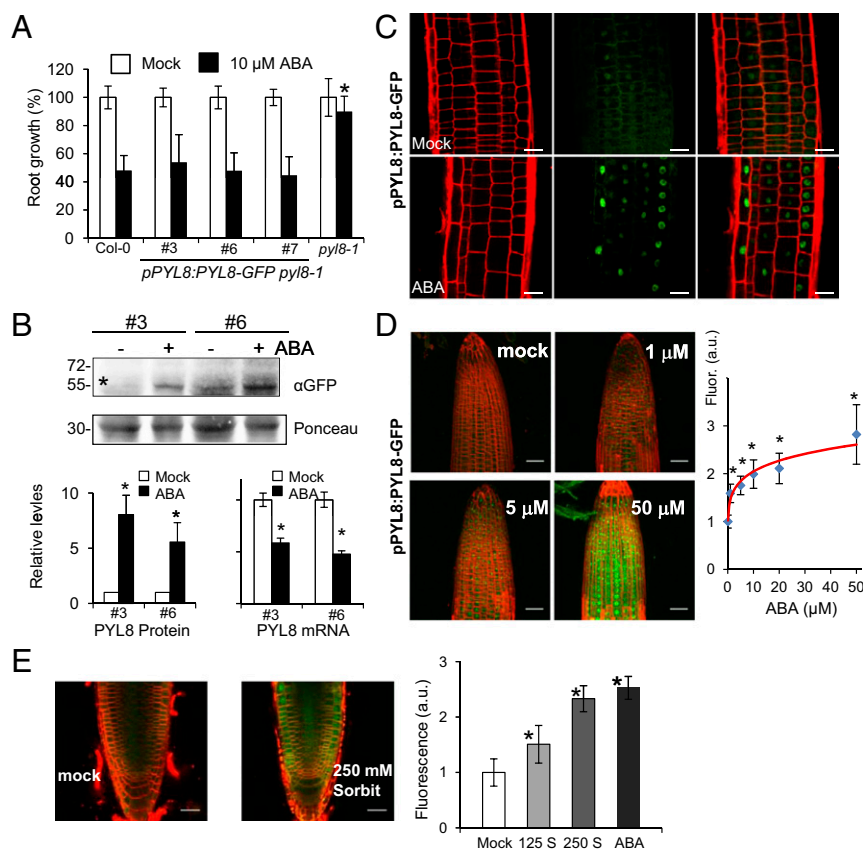 A
Mock 10 µM ABA
Root growth (%)
120
100
80
60
40
20
0
*
Col-0 #3 #6 #7 pyl8-1
pPYL8:PYL8-GFP pyl8-1
B
#3 #6
- + - + ABA
72-
* 55-
αGFP
30-
Ponceau
Relative levles
10
5
0
Mock
ABA
* *
#3 #6
PYL8 Protein
Mock
ABA
* *
#3 #6
PYL8 mRNA
C
pPYL8:PYL8-GFP
Mock
ABA
D
pPYL8:PYL8-GFP
mock
1 µM
5 µM
50 µM
Fluor. (a.u.)
4
3
2
1
0
* * * * *
0 10 20 30 40 50
ABA (µM)
E
mock
250 mM
Sorbit
Fluorescence (a.u.)
3
2
1
0
* * *
Mock 125 S 250 S ABA